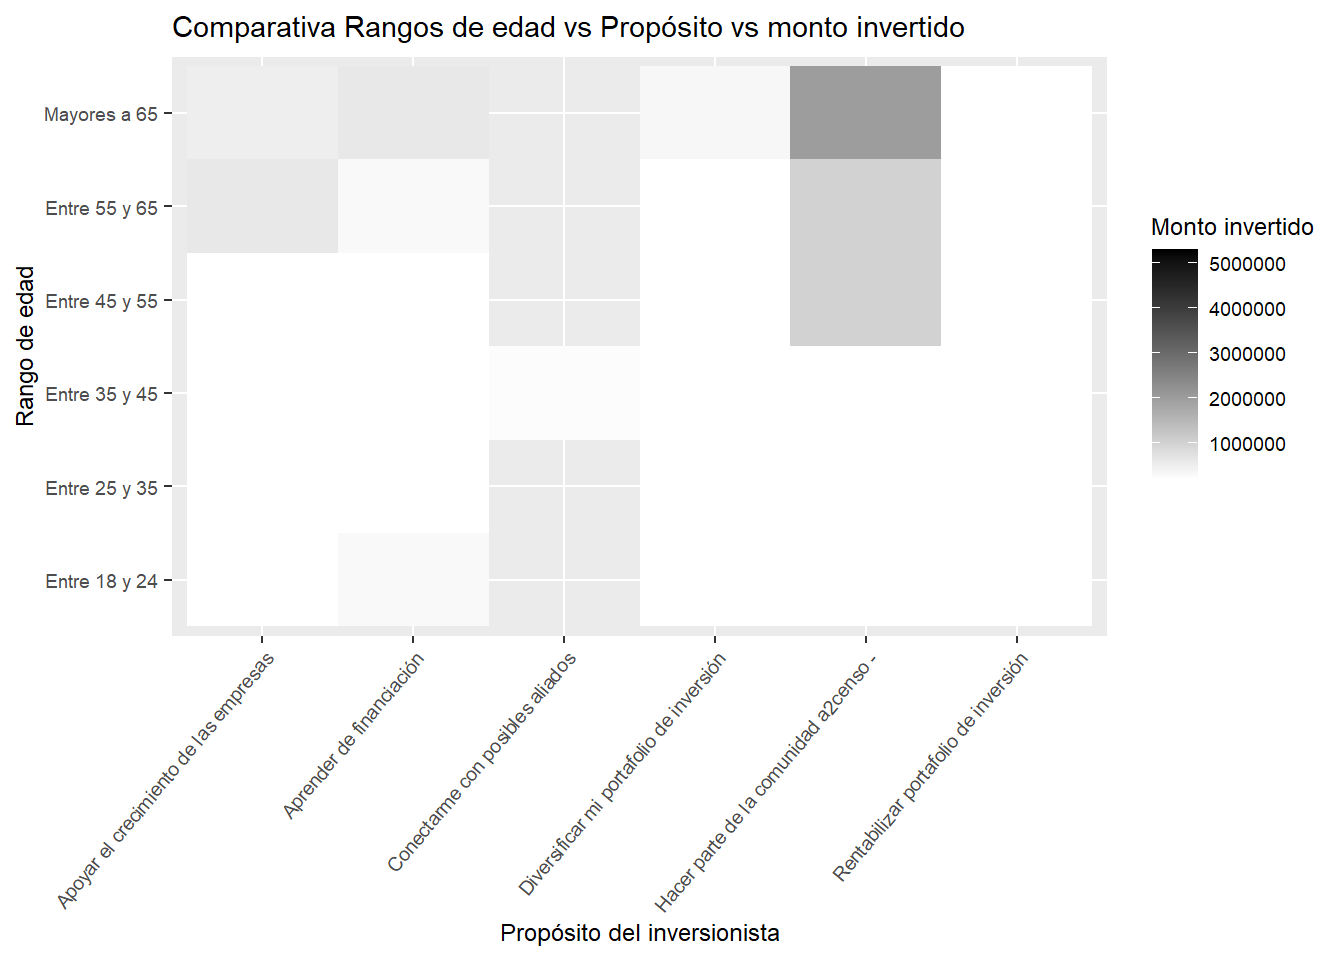 Comparativa Rangos de edad vs Propósito vs monto invertido
Mayores a 65
Entre 55 y 65
Entre 45 y 55
Entre 35 y 45
Entre 25 y 35
Entre 18 y 24
Rango de edad
Apoyar el crecimiento de las empresas
Aprender de financiación
Conectarme con posibles aliados
Diversificar mi portafolio de inversión
Hacer parte de la comunidad a2censo -
Rentabilizar portafolio de inversión
Propósito del inversionista
Monto invertido
5000000
4000000
3000000
2000000
1000000